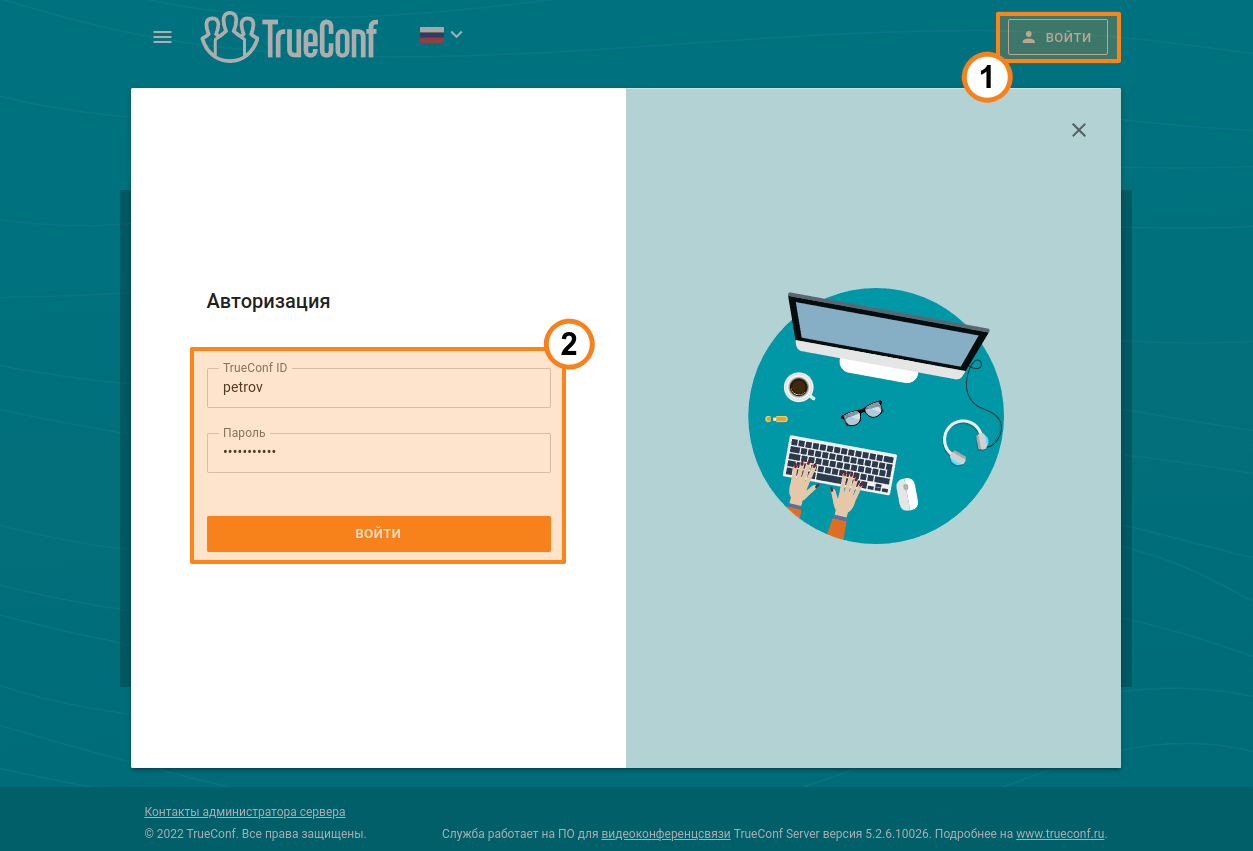 TrueConf
ВОЙТИ
1
Авторизация
2
TrueConf ID
petrov
Пароль
•••••••••••
ВОЙТИ
Контакты администратора сервера
© 2022 TrueConf. Все права защищены.
Служба работает на ПО для видеоконференцсвязи TrueConf Server версия 5.2.6.10026. Подробнее на www.trueconf.ru.